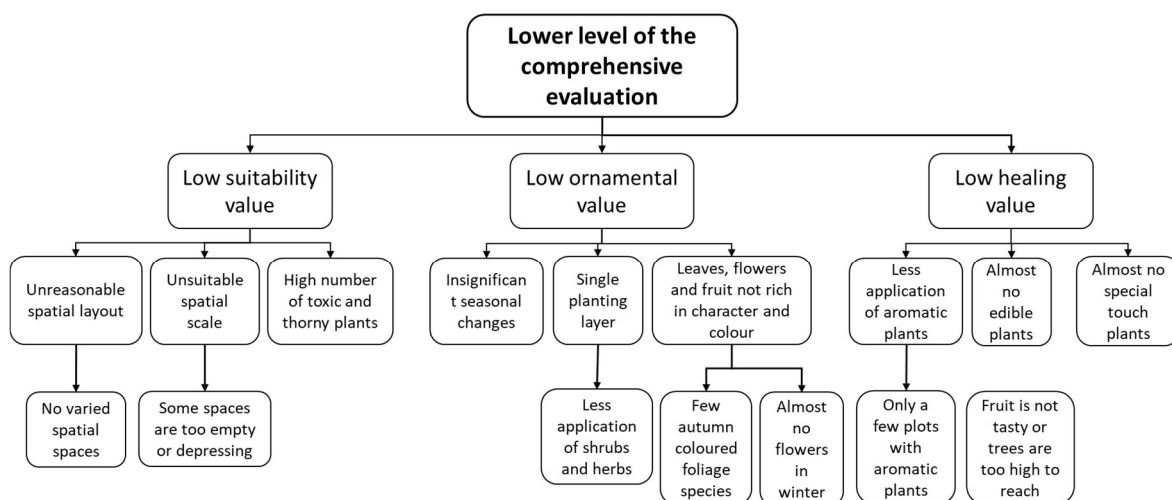 Lower level of the
comprehensive
evaluation
Low suitability
value
Low ornamental
value
Low healing
value
Unreasonable
spatial layout
Unsuitable
spatial
scale
High number
of toxic and
thorny plants
Insignifican
t seasonal
changes
Single
planting
layer
Leaves, flowers
and fruit not rich
in character and
colour
Less
application
of aromatic
plants
Almost
no
edible
plants
Almost no
special
touch
plants
No varied
spatial
spaces
Some spaces
are too empty
or depressing
Less
application
of shrubs
and herbs
Few
autumn
coloured
foliage
species
Almost
no
flowers
in
winter
Only a
few plots
with
aromatic
plants
Fruit is not
tasty or
trees are
too high to
reach